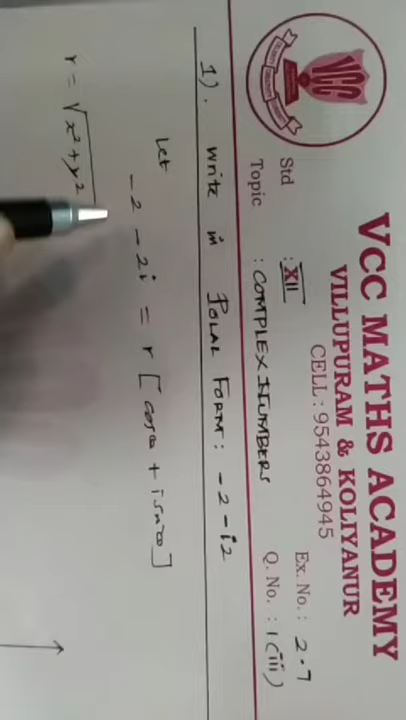 VCC MATHS ACADEMY
VILLUPURAM & KOLIYANUR
CELL : 9543864945
VCC
Std : XII
Ex. No. : 2.7
Topic : COMPLEX NUMBERS
Q. No. : 1(iii)
1). Write in POLAR FORM: -2-i2
Let
-2 -2i = r [cosθ + i sinθ]
r = √x²+y²